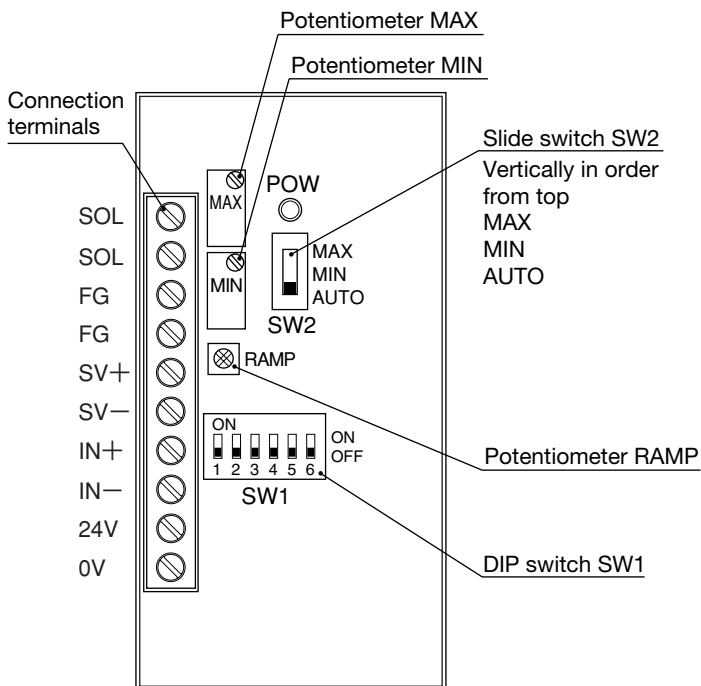 Potentiometer MAX
Potentiometer MIN
Connection
terminals
Slide switch SW2
Vertically in order
from top
MAX
MIN
AUTO
POW
MAX
MIN
MAX
MIN
AUTO
SW2
RAMP
SOL
SOL
FG
FG
SV+
SV−
IN+
IN−
24V
0V
ON
ON
OFF
1 2 3 4 5 6
SW1
Potentiometer RAMP
DIP switch SW1